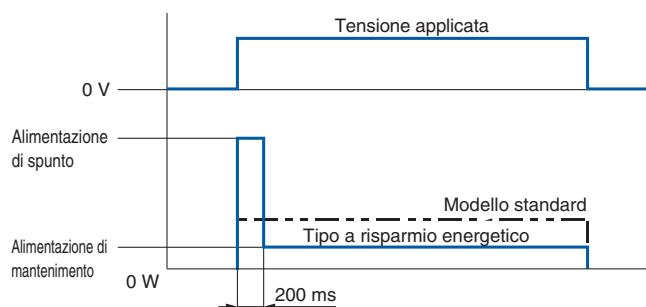 Tensione applicata
0 V
Alimentazione
di spunto
Modello standard
Tipo a risparmio energetico
Alimentazione di
mantenimento
0 W
200 ms